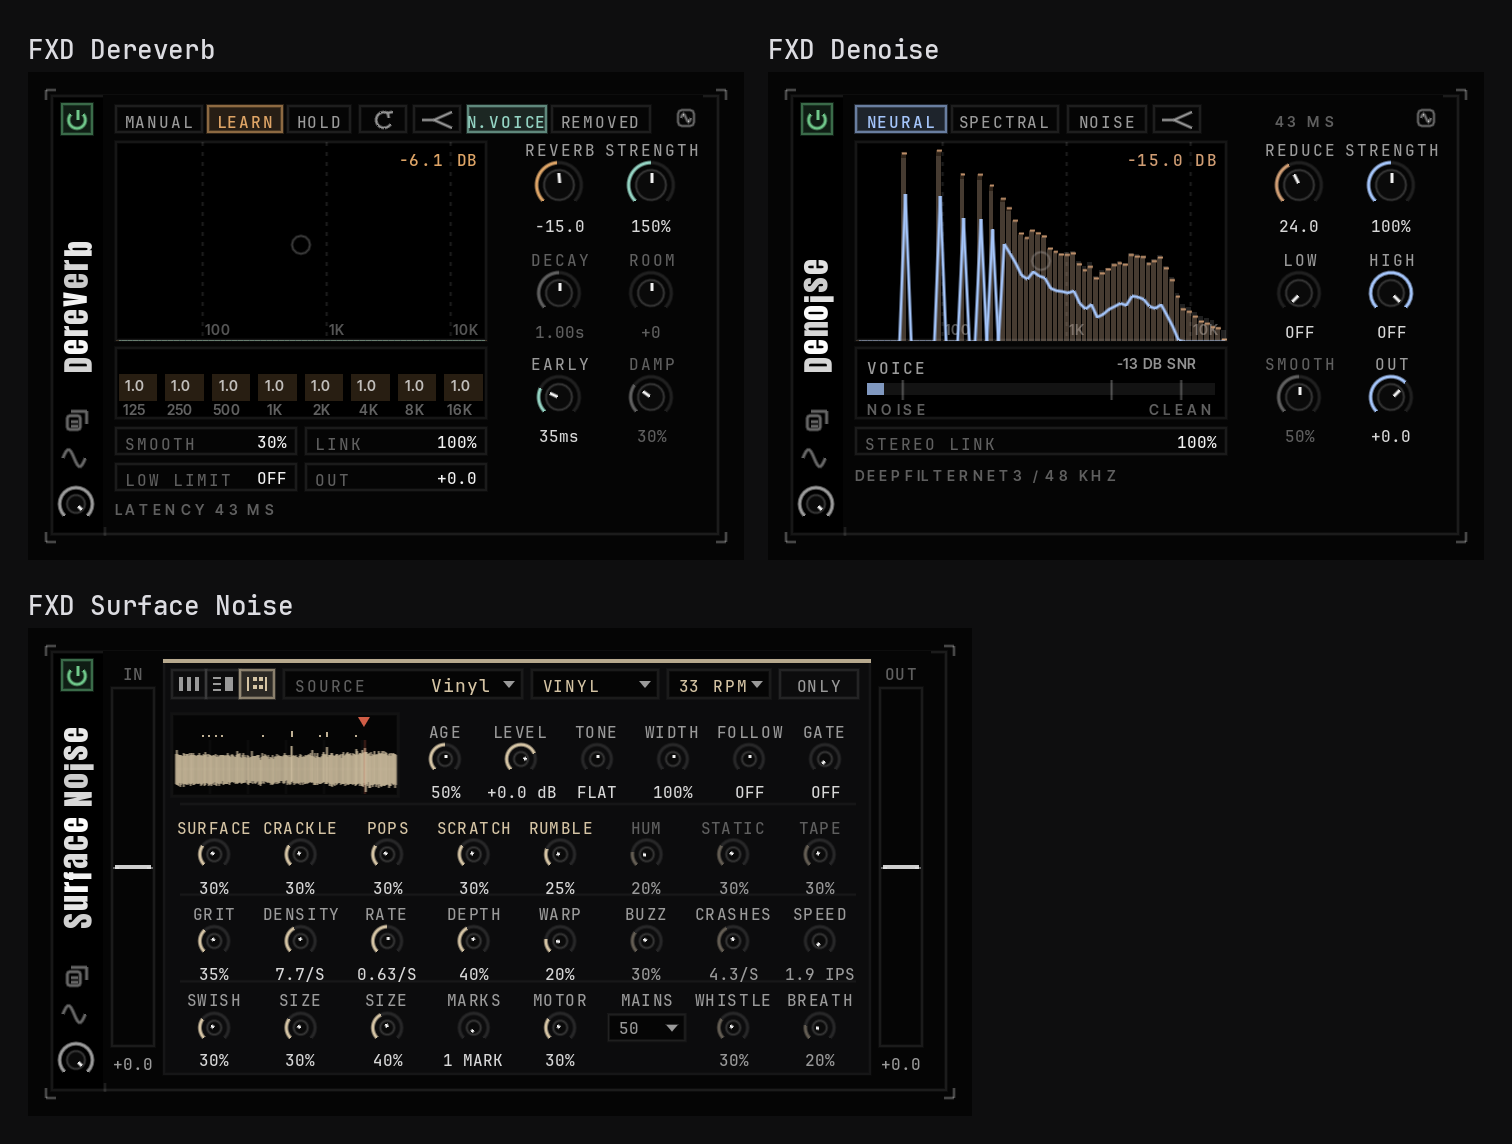 FXD Dereverb
MANUAL LEARN HOLD N.VOICE REMOVED
-6.1 DB
100 1K 10K
REVERB STRENGTH
-15.0 150%
DECAY ROOM
1.00s +0
EARLY DAMP
35ms 30%
Dereverb
1.0 1.0 1.0 1.0 1.0 1.0 1.0 1.0
125 250 500 1K 2K 4K 8K 16K
SMOOTH 30% LINK 100%
LOW LIMIT OFF OUT +0.0
LATENCY 43 MS
FXD Denoise
NEURAL SPECTRAL NOISE 43 MS
-15.0 DB
100 1K 10K
REDUCE STRENGTH
24.0 100%
LOW HIGH
OFF OFF
SMOOTH OUT
50% +0.0
Denoise
VOICE -13 DB SNR
NOISE CLEAN
STEREO LINK 100%
DEEPFILTERNET3 / 48 KHZ
FXD Surface Noise
Surface Noise
IN
+0.0
SOURCE Vinyl VINYL 33 RPM ONLY
AGE LEVEL TONE WIDTH FOLLOW GATE
50% +0.0 dB FLAT 100% OFF OFF
SURFACE CRACKLE POPS SCRATCH RUMBLE HUM STATIC TAPE
30% 30% 30% 30% 25% 20% 30% 30%
GRIT DENSITY RATE DEPTH WARP BUZZ CRASHES SPEED
35% 7.7/S 0.63/S 40% 20% 30% 4.3/S 1.9 IPS
SWISH SIZE SIZE MARKS MOTOR MAINS WHISTLE BREATH
50
30% 30% 40% 1 MARK 30% 30% 20%
OUT
+0.0